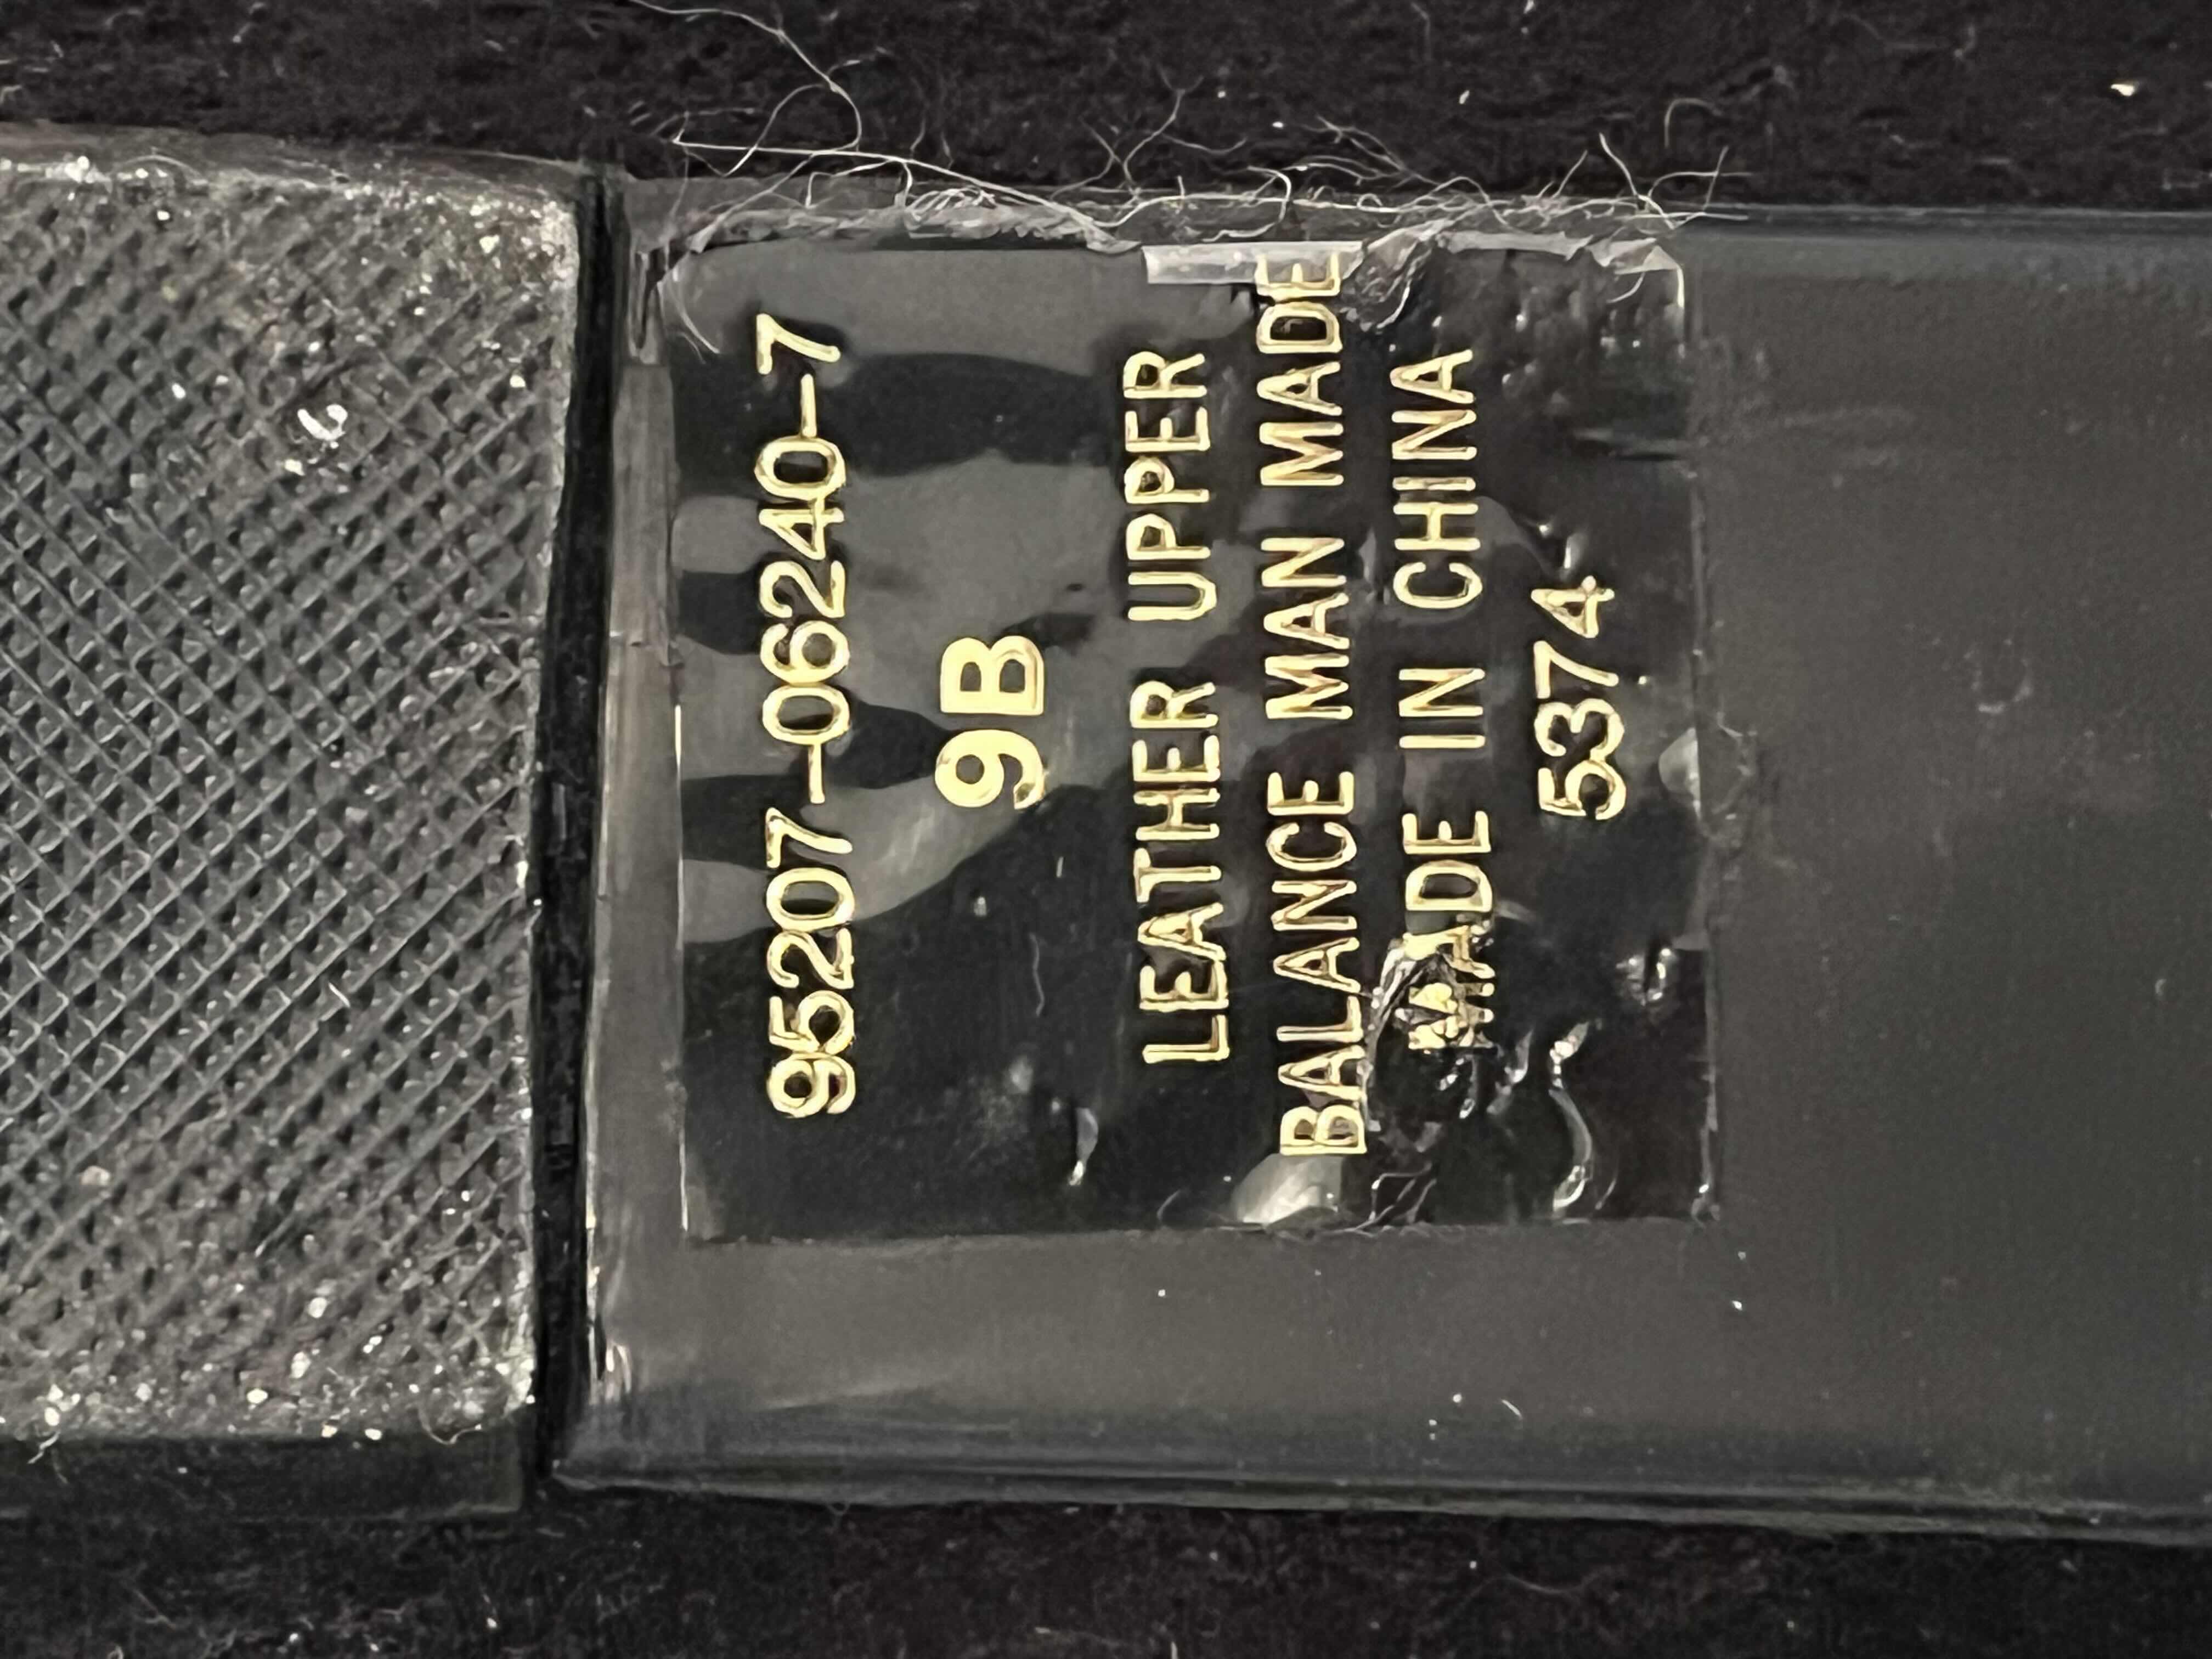 95207-06240-7
9B
LEATHER UPPER
BALANCE MAN MADE
MADE IN CHINA
5374